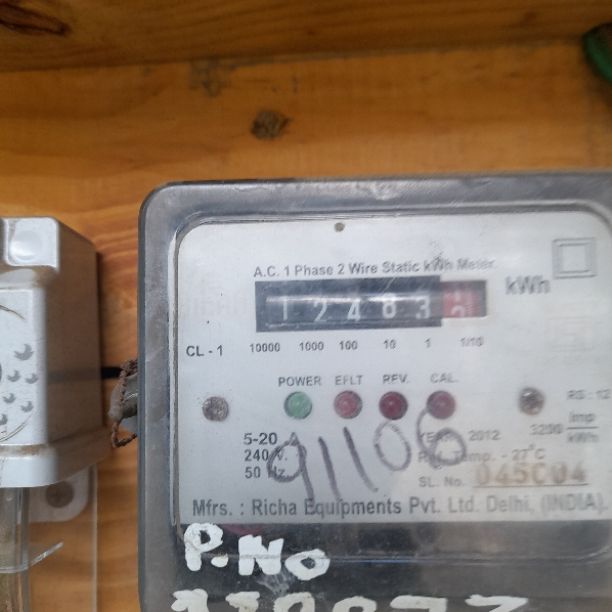 A.C. 1 Phase 2 Wire Static kWh Meter
1 2 4 8 3
kWh
CL - 1 10000 1000 100 10 1 1/10
POWER EFLT REV. CAL.
RS : 12
5-20 A
240 V.
50 Hz
91106
YEAR 2012
3200 Imp/kWh
Ref. Temp. - 27°C
SL. No. 045C04
Mfrs. : Richa Equipments Pvt. Ltd. Delhi, (INDIA).
P.No